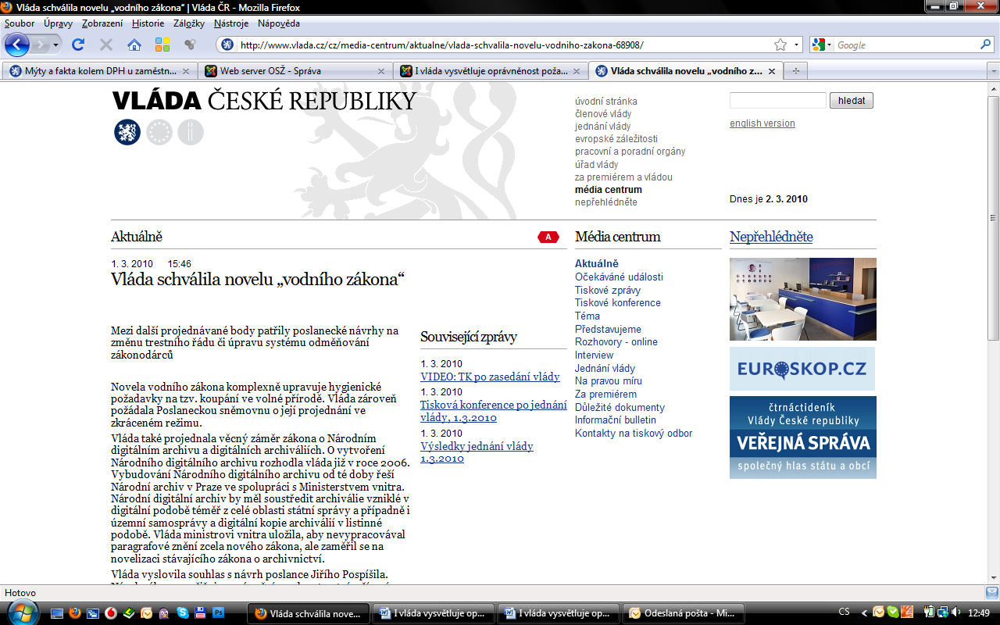 Vláda schválila novelu „vodního zákona“ | Vláda ČR - Mozilla Firefox
Soubor Úpravy Zobrazení Historie Záložky Nástroje Nápověda
http://www.vlada.cz/cz/media-centrum/aktualne/vlada-schvalila-novelu-vodniho-zakona-68908/
Google
Mýty a fakta kolem DPH u zaměstn...
Web server OSŽ - Správa
I vláda vysvětluje oprávněnost poža...
Vláda schválila novelu „vodního z...
VLÁDA ČESKÉ REPUBLIKY
úvodní stránka
členové vlády
jednání vlády
evropské záležitosti
pracovní a poradní orgány
úřad vlády
za premiérem a vládou
média centrum
nepřehlédněte
hledat
english version
Dnes je 2. 3. 2010
Aktuálně
A
1. 3. 2010 15:46
Vláda schválila novelu „vodního zákona“
Mezi další projednávané body patřily poslanecké návrhy na
změnu trestního řádu či úpravu systému odměňování
zákonodárců
Novela vodního zákona komplexně upravuje hygienické
požadavky na tzv. koupání ve volné přírodě. Vláda zároveň
požádala Poslaneckou sněmovnu o její projednání ve
zkráceném režimu.
Vláda také projednala věcný záměr zákona o Národním
digitálním archivu a digitálních archiváliích. O vytvoření
Národního digitálního archivu rozhodla vláda již v roce 2006.
Vybudování Národního digitálního archivu od té doby řeší
Národní archiv v Praze ve spolupráci s Ministerstvem vnitra.
Národní digitální archiv by měl soustředit archiválie vzniklé v
digitální podobě téměř z celé oblasti státní správy a případně i
územní samosprávy a digitální kopie archiválií v listinné
podobě. Vláda ministrovi vnitra uložila, aby nevypracovával
paragrafové znění zcela nového zákona, ale zaměřil se na
novelizaci stávajícího zákona o archivnictví.
Vláda vyslovila souhlas s návrh poslance Jiřího Pospíšila.
Související zprávy
1. 3. 2010
VIDEO: TK po zasedání vlády
1. 3. 2010
Tisková konference po jednání
vlády, 1.3.2010
1. 3. 2010
Výsledky jednání vlády
1.3.2010
Média centrum
Aktuálně
Očekáváné události
Tiskové zprávy
Tiskové konference
Téma
Představujeme
Rozhovory - online
Interview
Jednání vlády
Na pravou míru
Za premiérem
Důležité dokumenty
Informační bulletin
Kontakty na tiskový odbor
Nepřehlédněte
EUROSKOP.CZ
čtrnáctideník
Vlády České republiky
VEŘEJNÁ SPRÁVA
společný hlas státu a obcí
Hotovo
Vláda schválila nove...
I vláda vysvětluje op...
I vláda vysvětluje op...
Odeslaná pošta - Mi...
CS
12:49